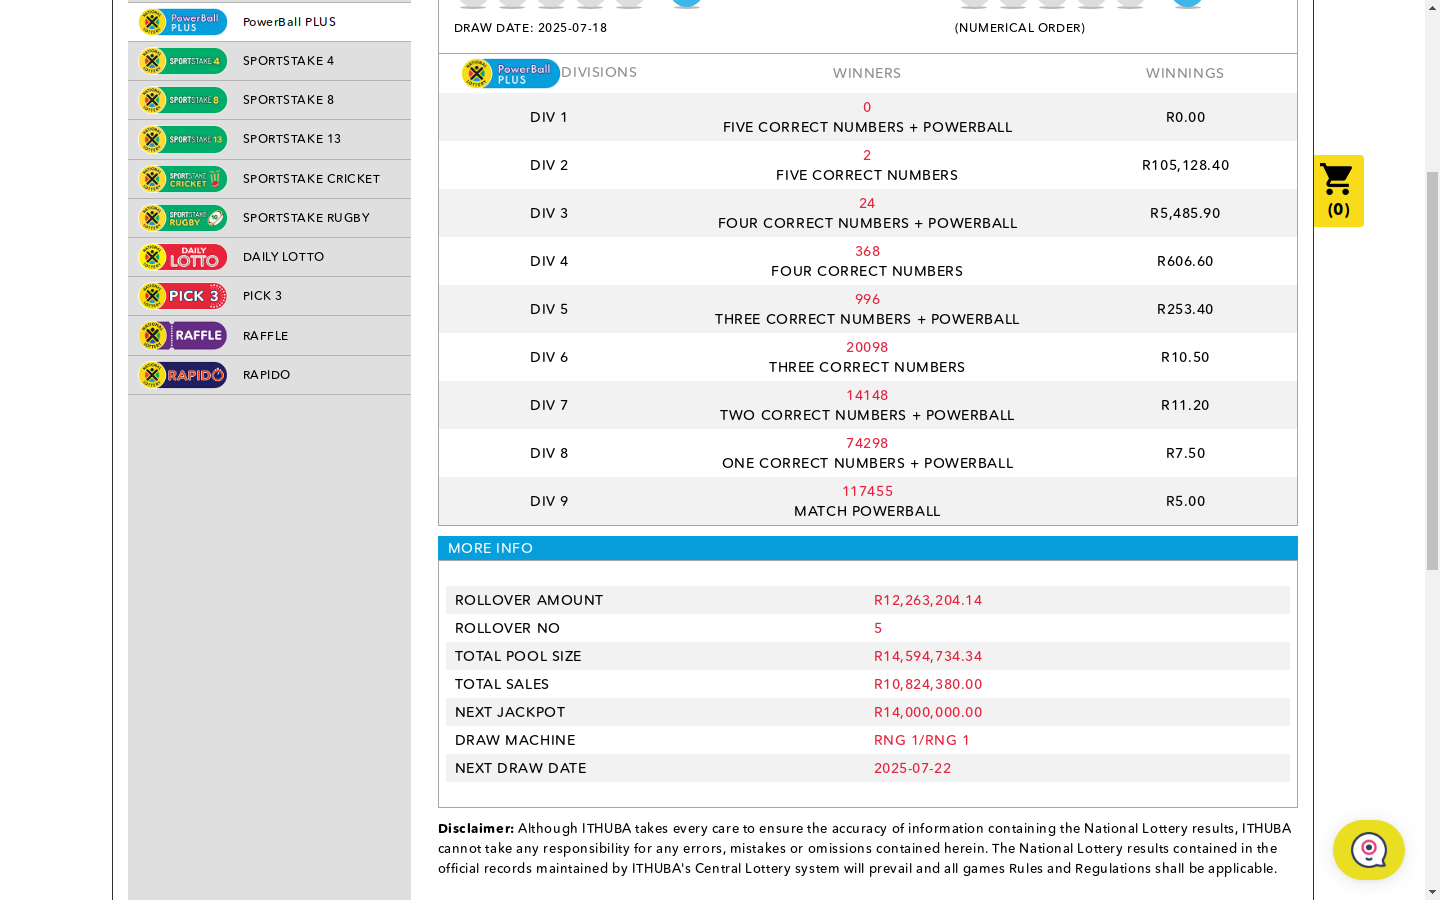 PowerBall PLUS
PowerBall PLUS
SPORTSTAKE 4
SPORTSTAKE 4
SPORTSTAKE 8
SPORTSTAKE 8
SPORTSTAKE 13
SPORTSTAKE 13
SPORTSTAKE CRICKET
SPORTSTAKE CRICKET
SPORTSTAKE RUGBY
SPORTSTAKE RUGBY
DAILY LOTTO
DAILY LOTTO
PICK 3
PICK 3
RAFFLE
RAFFLE
RAPIDO
RAPIDO
DRAW DATE: 2025-07-18 (NUMERICAL ORDER)
PowerBall PLUS DIVISIONS WINNERS WINNINGS
DIV 1 0 FIVE CORRECT NUMBERS + POWERBALL R0.00
DIV 2 2 FIVE CORRECT NUMBERS R105,128.40
DIV 3 24 FOUR CORRECT NUMBERS + POWERBALL R5,485.90
DIV 4 368 FOUR CORRECT NUMBERS R606.60
DIV 5 996 THREE CORRECT NUMBERS + POWERBALL R253.40
DIV 6 20098 THREE CORRECT NUMBERS R10.50
DIV 7 14148 TWO CORRECT NUMBERS + POWERBALL R11.20
DIV 8 74298 ONE CORRECT NUMBERS + POWERBALL R7.50
DIV 9 117455 MATCH POWERBALL R5.00
MORE INFO
ROLLOVER AMOUNT R12,263,204.14
ROLLOVER NO 5
TOTAL POOL SIZE R14,594,734.34
TOTAL SALES R10,824,380.00
NEXT JACKPOT R14,000,000.00
DRAW MACHINE RNG 1/RNG 1
NEXT DRAW DATE 2025-07-22
Disclaimer: Although ITHUBA takes every care to ensure the accuracy of information containing the National Lottery results, ITHUBA
cannot take any responsibility for any errors, mistakes or omissions contained herein. The National Lottery results contained in the
official records maintained by ITHUBA's Central Lottery system will prevail and all games Rules and Regulations shall be applicable.
(0)